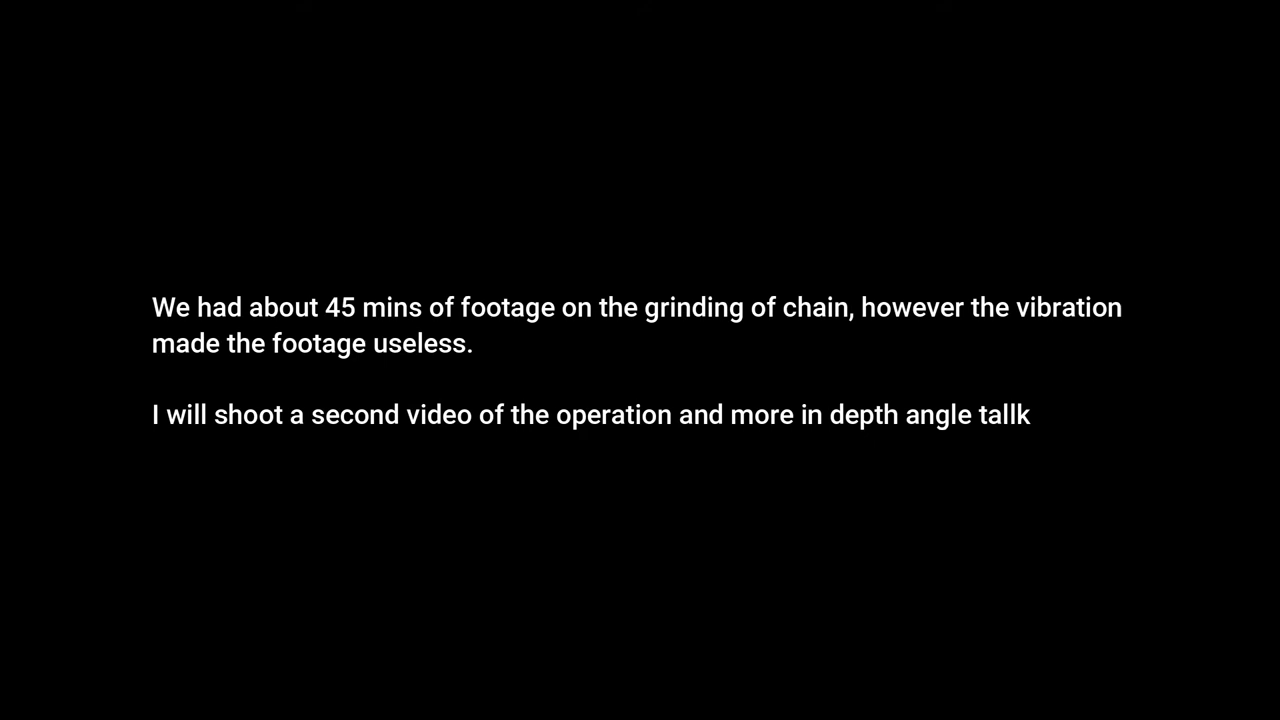 We had about 45 mins of footage on the grinding of chain, however the vibration
made the footage useless.
I will shoot a second video of the operation and more in depth angle tallk